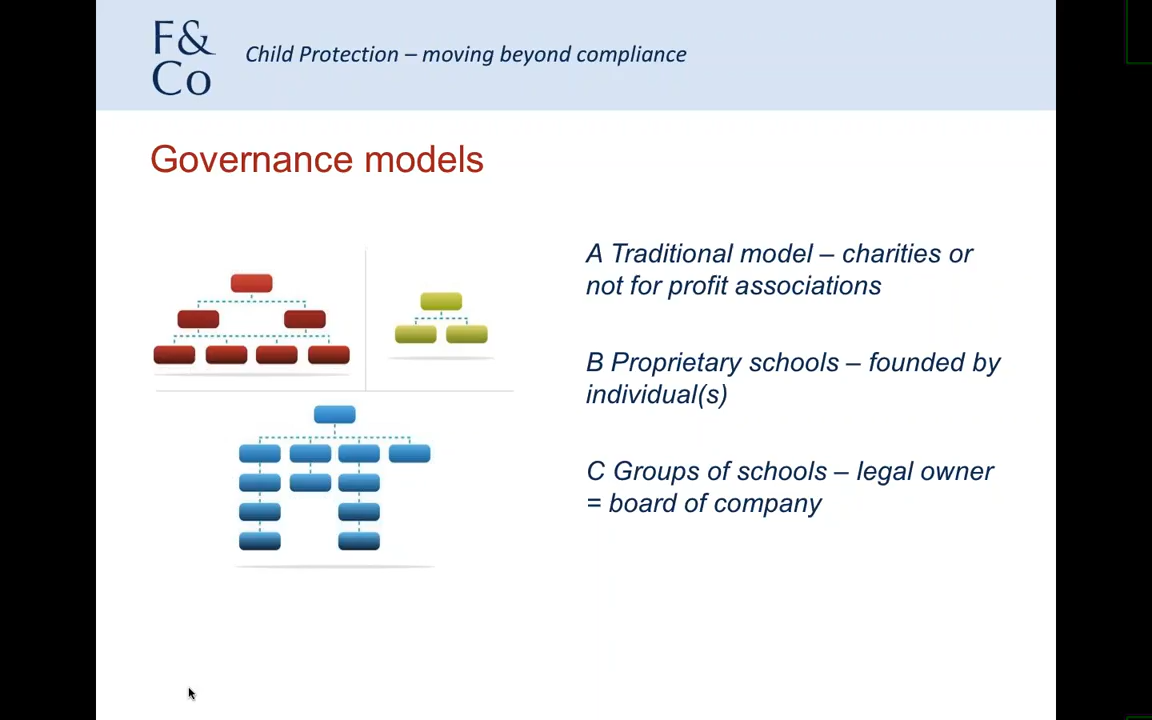 F&
Co
Child Protection – moving beyond compliance
Governance models
A Traditional model – charities or
not for profit associations
B Proprietary schools – founded by
individual(s)
C Groups of schools – legal owner
= board of company